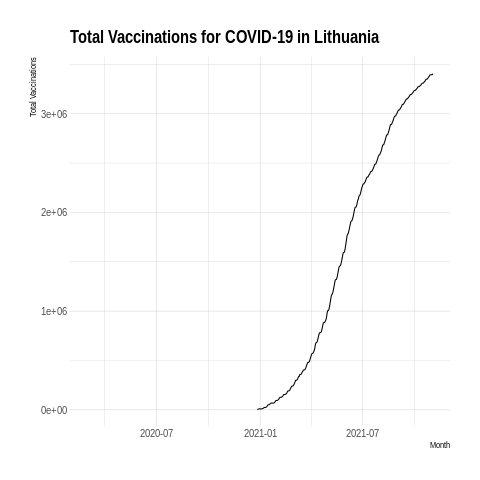 Total Vaccinations for COVID-19 in Lithuania
Total Vaccinations
3e+06
2e+06
1e+06
0e+00
2020-07 2021-01 2021-07
Month